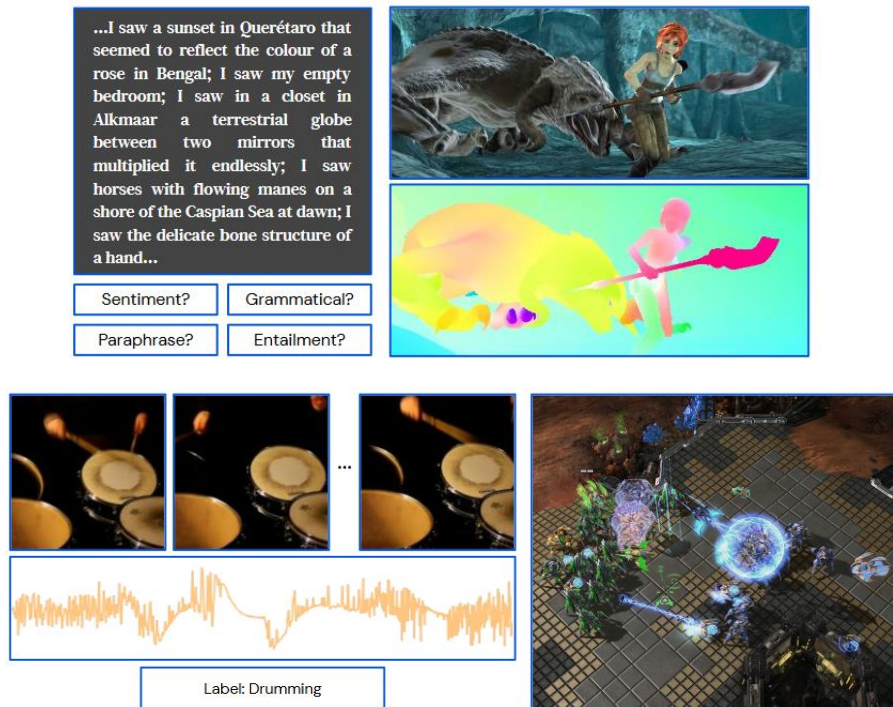 ...I saw a sunset in Querétaro that
seemed to reflect the colour of a
rose in Bengal; I saw my empty
bedroom; I saw in a closet in
Alkmaar a terrestrial globe
between two mirrors that
multiplied it endlessly; I saw
horses with flowing manes on a
shore of the Caspian Sea at dawn; I
saw the delicate bone structure of
a hand...
Sentiment?
Grammatical?
Paraphrase?
Entailment?
...
Label: Drumming